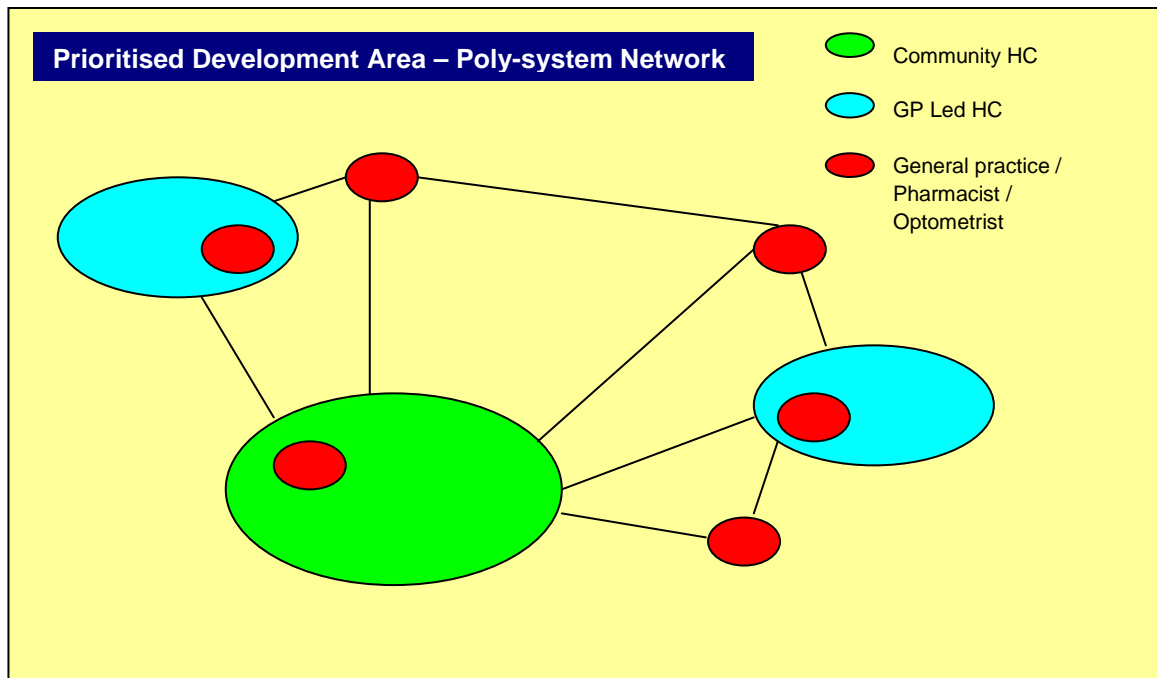 Prioritised Development Area – Poly-system Network
Community HC
GP Led HC
General practice /
Pharmacist /
Optometrist